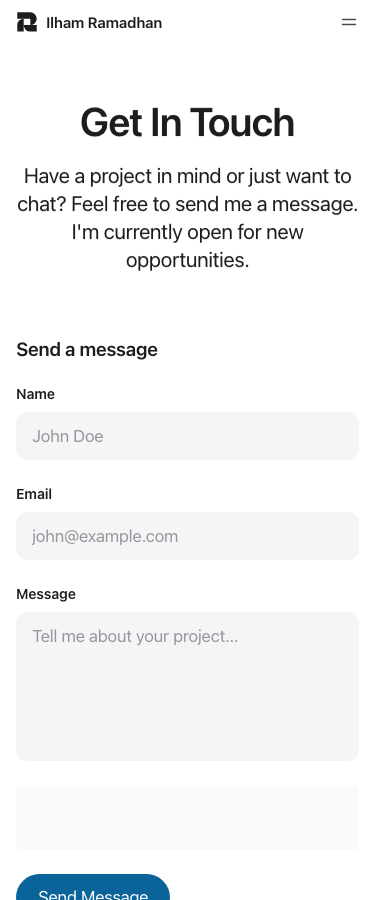 Ilham Ramadhan
Get In Touch
Have a project in mind or just want to
chat? Feel free to send me a message.
I'm currently open for new
opportunities.
Send a message
Name
John Doe
Email
john@example.com
Message
Tell me about your project...
Send Message